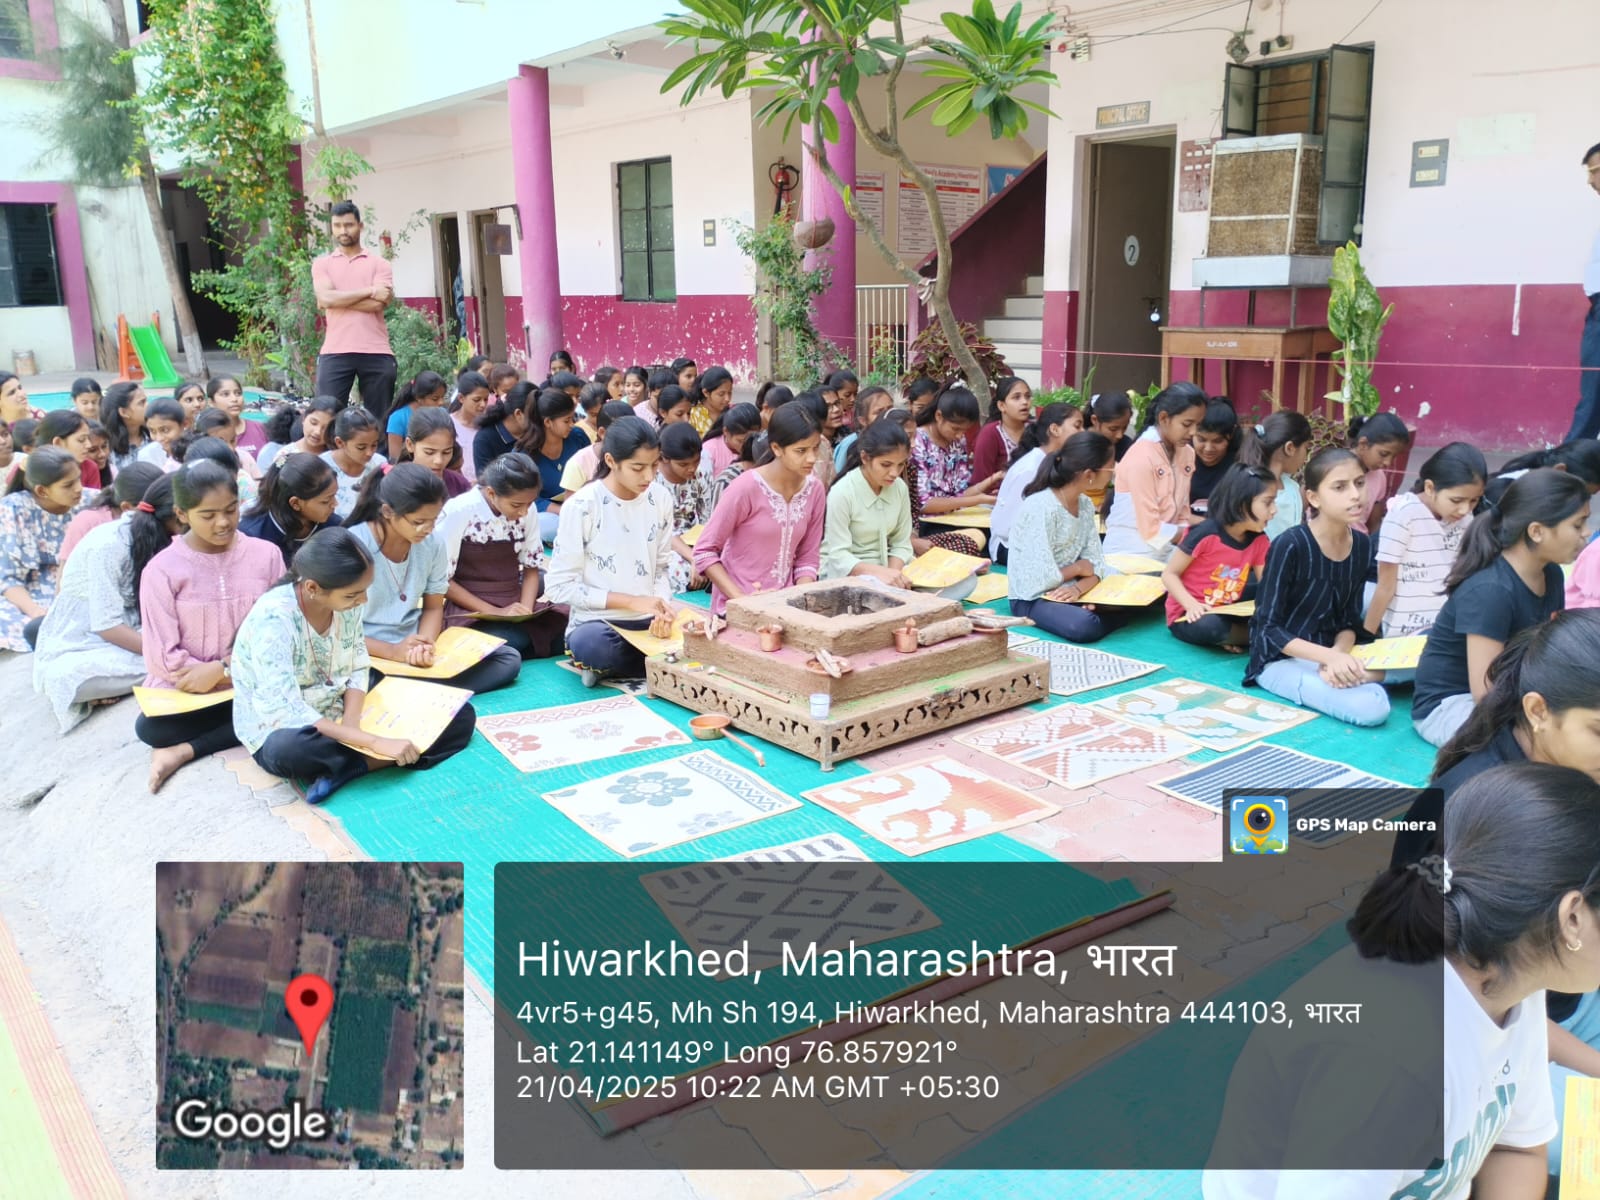 PRINCIPAL OFFICE
2
GPS Map Camera
Hiwarkhed, Maharashtra, भारत
4vr5+g45, Mh Sh 194, Hiwarkhed, Maharashtra 444103, भारत
Lat 21.141149° Long 76.857921°
21/04/2025 10:22 AM GMT +05:30
Google